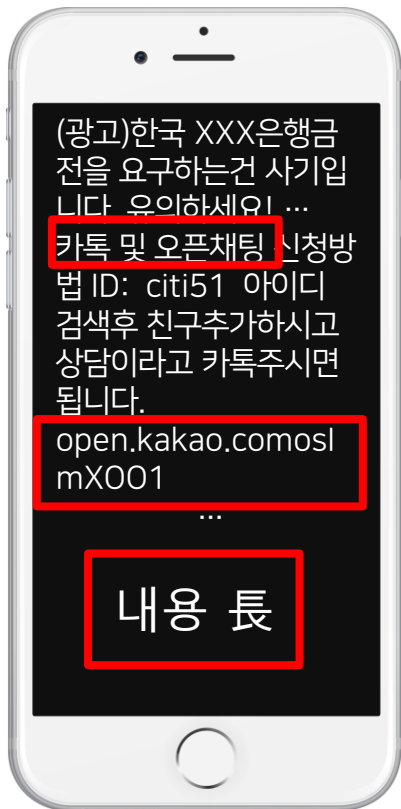 (광고)한국 XXX은행금
전을 요구하는건 사기입
니다. 유의하세요! …
카톡 및 오픈채팅 신청방
법 ID: citi51 아이디
검색후 친구추가하시고
상담이라고 카톡주시면
됩니다.
open.kakao.comosl
mXOO1
…
내용 長